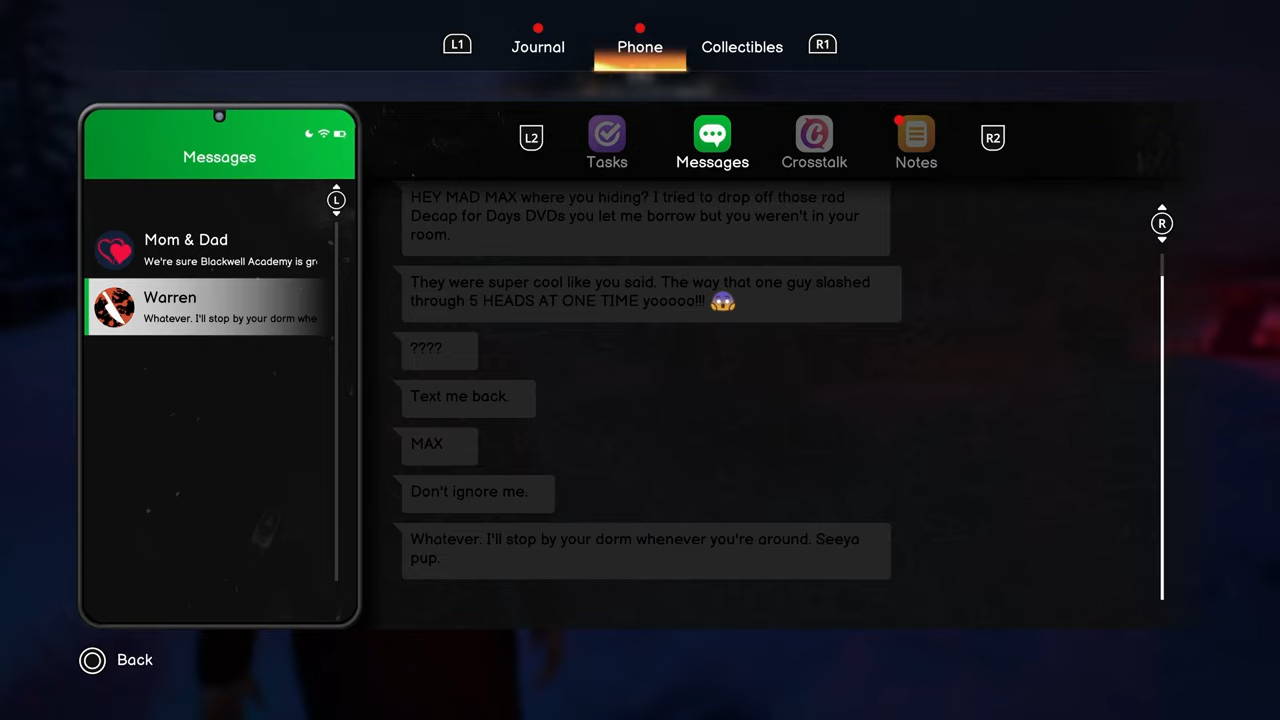 L1 Journal Phone Collectibles R1
Messages
L2 Tasks Messages Crosstalk Notes R2
L
Mom & Dad
We're sure Blackwell Academy is gr
Warren
Whatever. I'll stop by your dorm whe
HEY MAD MAX where you hiding? I tried to drop off those rad
Decap for Days DVDs you let me borrow but you weren't in your
room.
They were super cool like you said. The way that one guy slashed
through 5 HEADS AT ONE TIME yooooo!!! 😱
????
Text me back.
MAX
Don't ignore me.
Whatever. I'll stop by your dorm whenever you're around. Seeya
pup.
R
Back